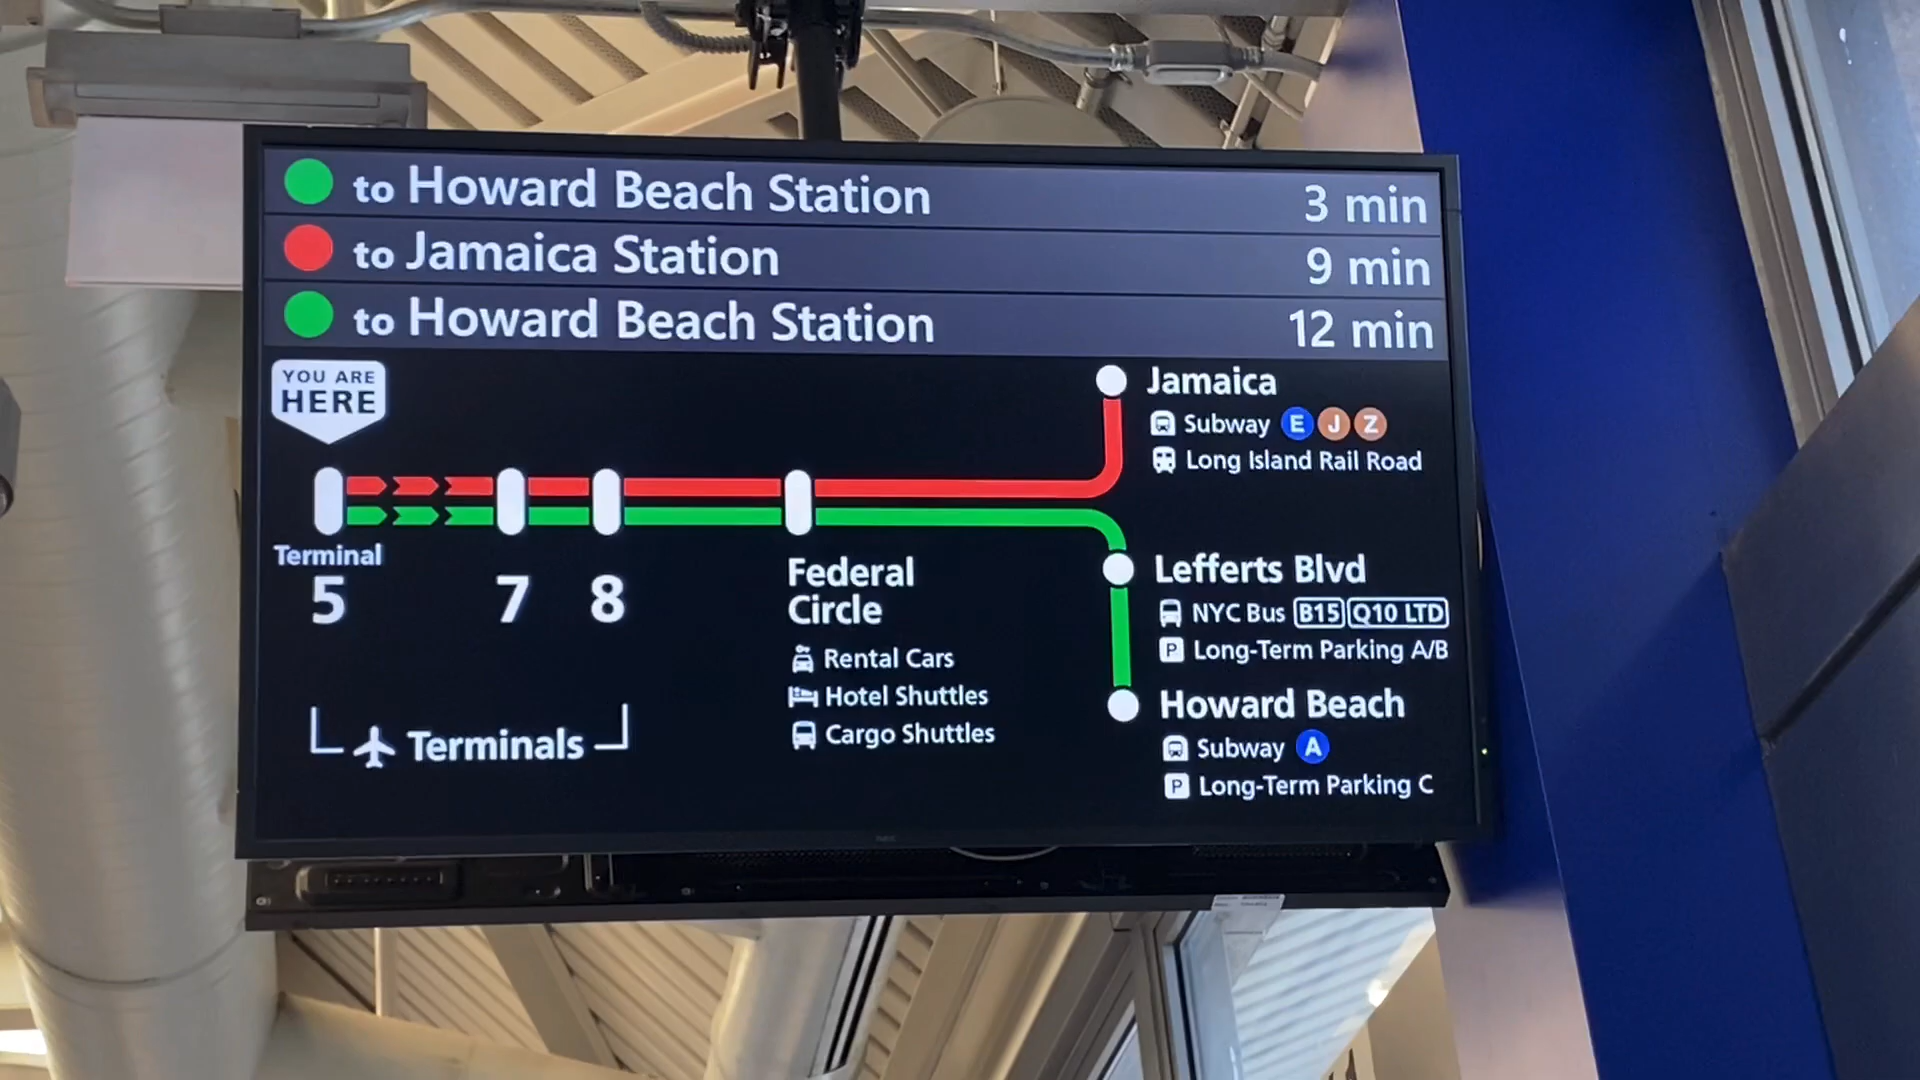 to Howard Beach Station 3 min
to Jamaica Station 9 min
to Howard Beach Station 12 min
YOU ARE
HERE
Jamaica
Subway E J Z
Long Island Rail Road
Terminal
5 7 8
Federal
Circle
Rental Cars
Hotel Shuttles
Cargo Shuttles
Lefferts Blvd
NYC Bus B15 Q10 LTD
P Long-Term Parking A/B
Howard Beach
Subway A
P Long-Term Parking C
Terminals